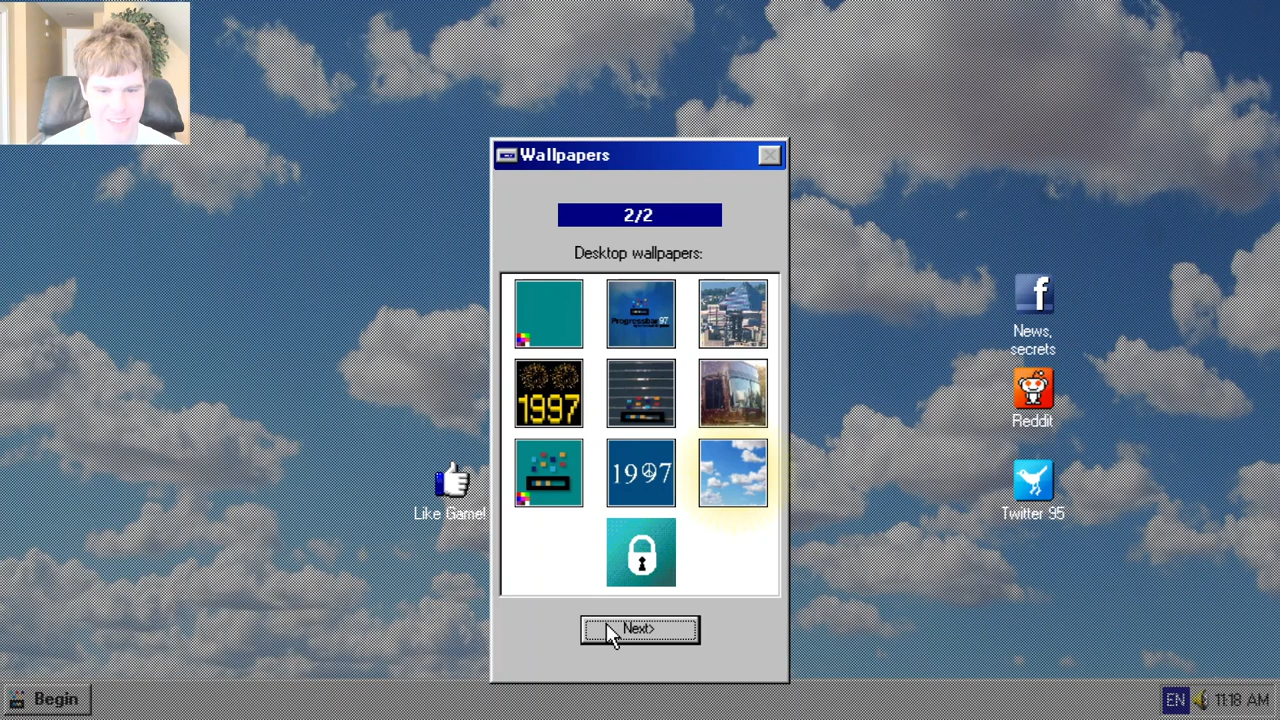 Wallpapers
2/2
Desktop wallpapers:
Progressbar97
1997
1997
Next>
News,
secrets
Reddit
Like Game!
Twitter 95
Begin
EN
11:18 AM